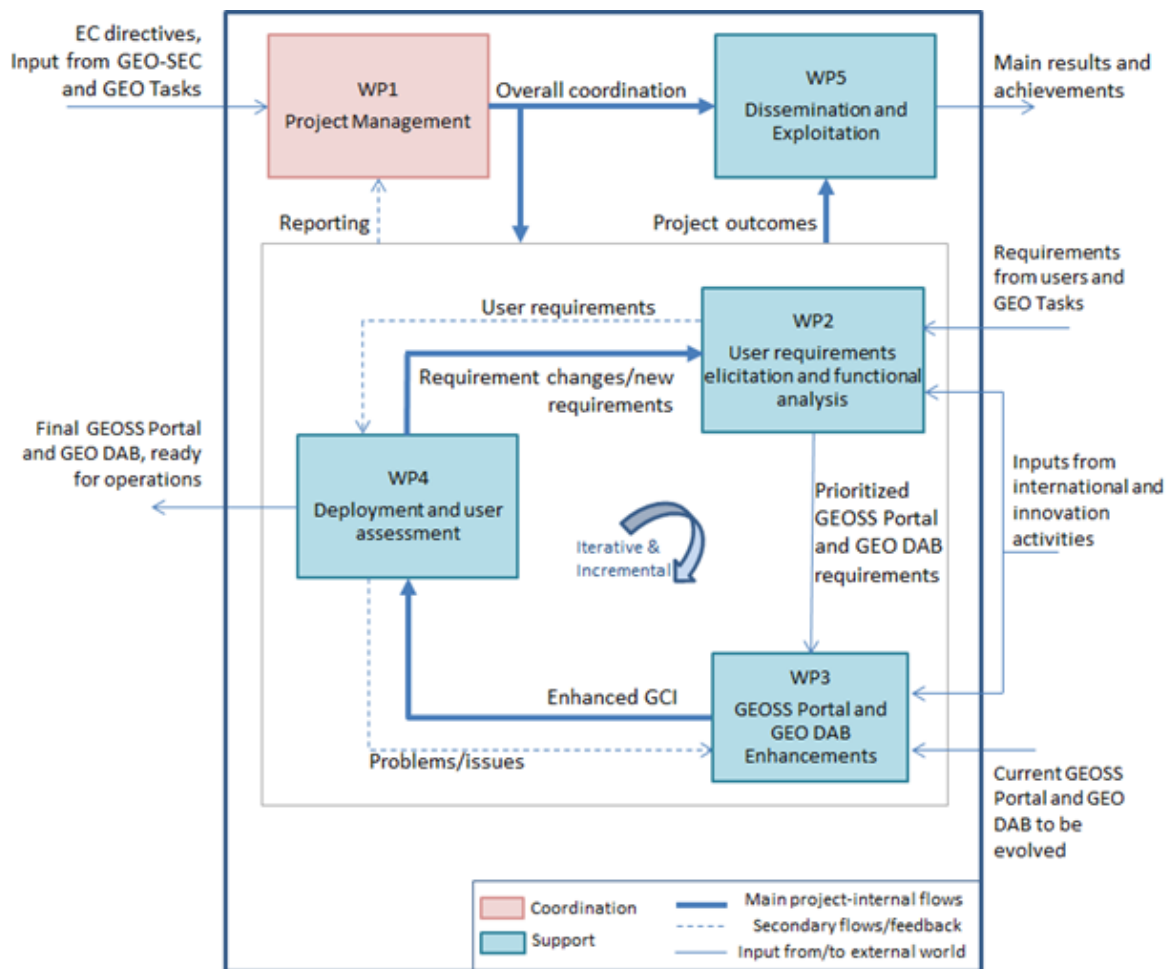 EC directives,
Input from GEO-SEC
and GEO Tasks
WP1
Project Management
Overall coordination
WP5
Dissemination and
Exploitation
Main results and
achievements
Reporting
Project outcomes
Requirements
from users and
GEO Tasks
User requirements
WP2
User requirements
elicitation and functional
analysis
Requirement changes/new
requirements
Final GEOSS Portal
and GEO DAB, ready
for operations
WP4
Deployment and user
assessment
Iterative &
Incremental
Prioritized
GEOSS Portal
and GEO DAB
requirements
Inputs from
international and
innovation
activities
Enhanced GCI
WP3
GEOSS Portal and
GEO DAB
Enhancements
Problems/issues
Current GEOSS
Portal and GEO
DAB to be
evolved
Coordination
Support
Main project-internal flows
Secondary flows/feedback
Input from/to external world